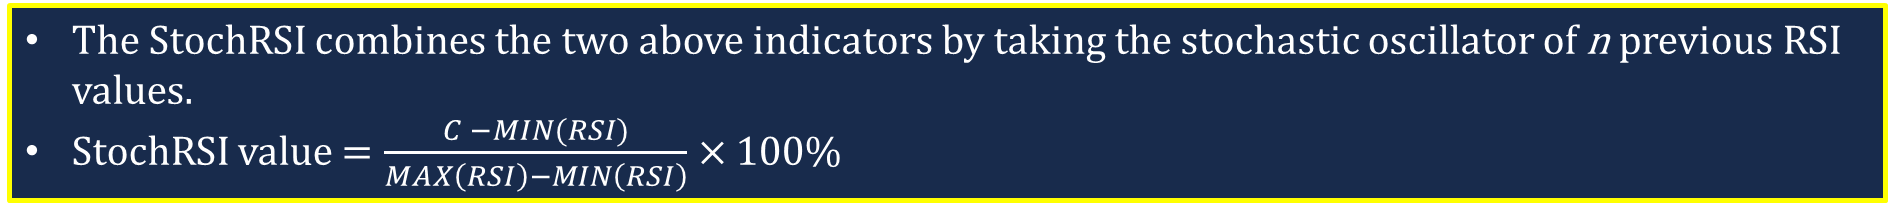 • The StochRSI combines the two above indicators by taking the stochastic oscillator of n previous RSI
values.
• StochRSI value = \frac{C - MIN(RSI)}{MAX(RSI)-MIN(RSI)} × 100%